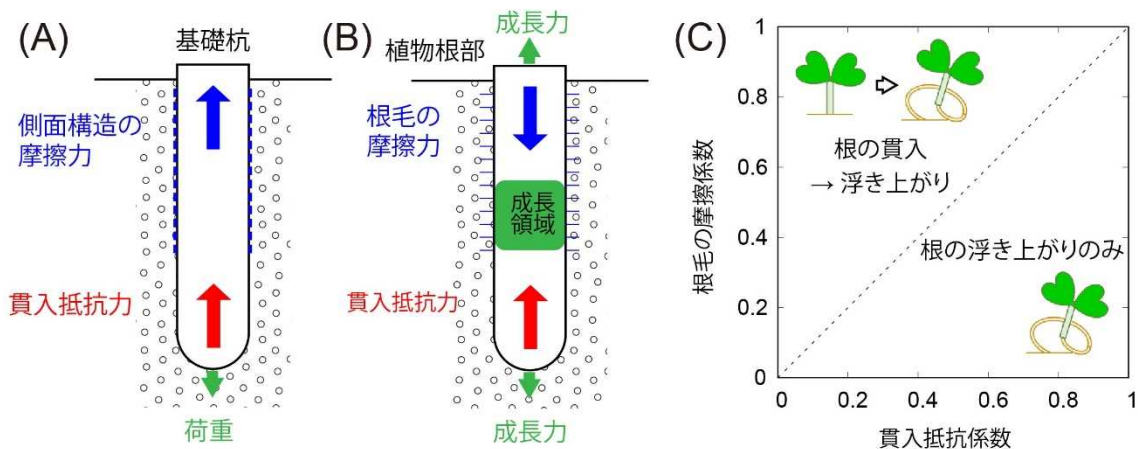 (A)
基礎杭
側面構造の
摩擦力
貫入抵抗力
荷重
(B)
成長力
植物根部
根毛の
摩擦力
成長
領域
貫入抵抗力
成長力
(C)
1
0.8
0.6
0.4
0.2
0
根毛の摩擦係数
根の貫入
→ 浮き上がり
根の浮き上がりのみ
0 0.2 0.4 0.6 0.8 1
貫入抵抗係数